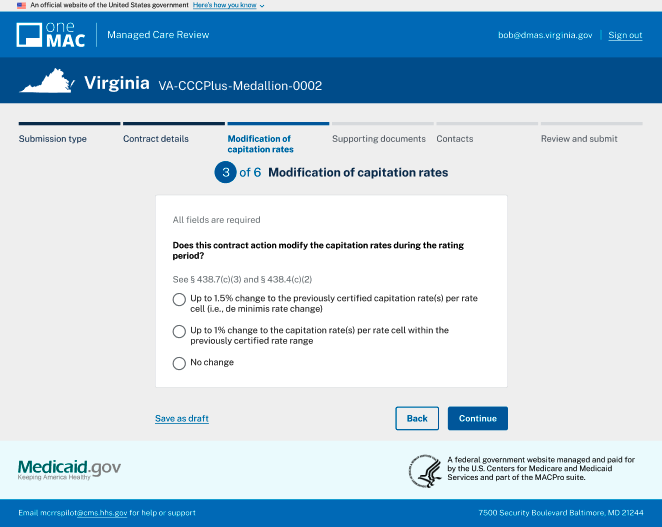 An official website of the United States government Here's how you know
one
MAC
Managed Care Review
bob@dmas.virginia.gov
Sign out
Virginia VA-CCCPlus-Medallion-0002
Submission type
Contract details
Modification of
capitation rates
Supporting documents
Contacts
Review and submit
3 of 6 Modification of capitation rates
All fields are required
Does this contract action modify the capitation rates during the rating
period?
See § 438.7(c)(3) and § 438.4(c)(2)
Up to 1.5% change to the previously certified capitation rate(s) per rate
cell (i.e., de minimis rate change)
Up to 1% change to the capitation rate(s) per rate cell within the
previously certified rate range
No change
Save as draft
Back
Continue
Medicaid.gov
Keeping America Healthy
A federal government website managed and paid for
by the U.S. Centers for Medicare and Medicaid
Services and part of the MACPro suite.
Email mcrrspilot@cms.hhs.gov for help or support
7500 Security Boulevard Baltimore, MD 21244